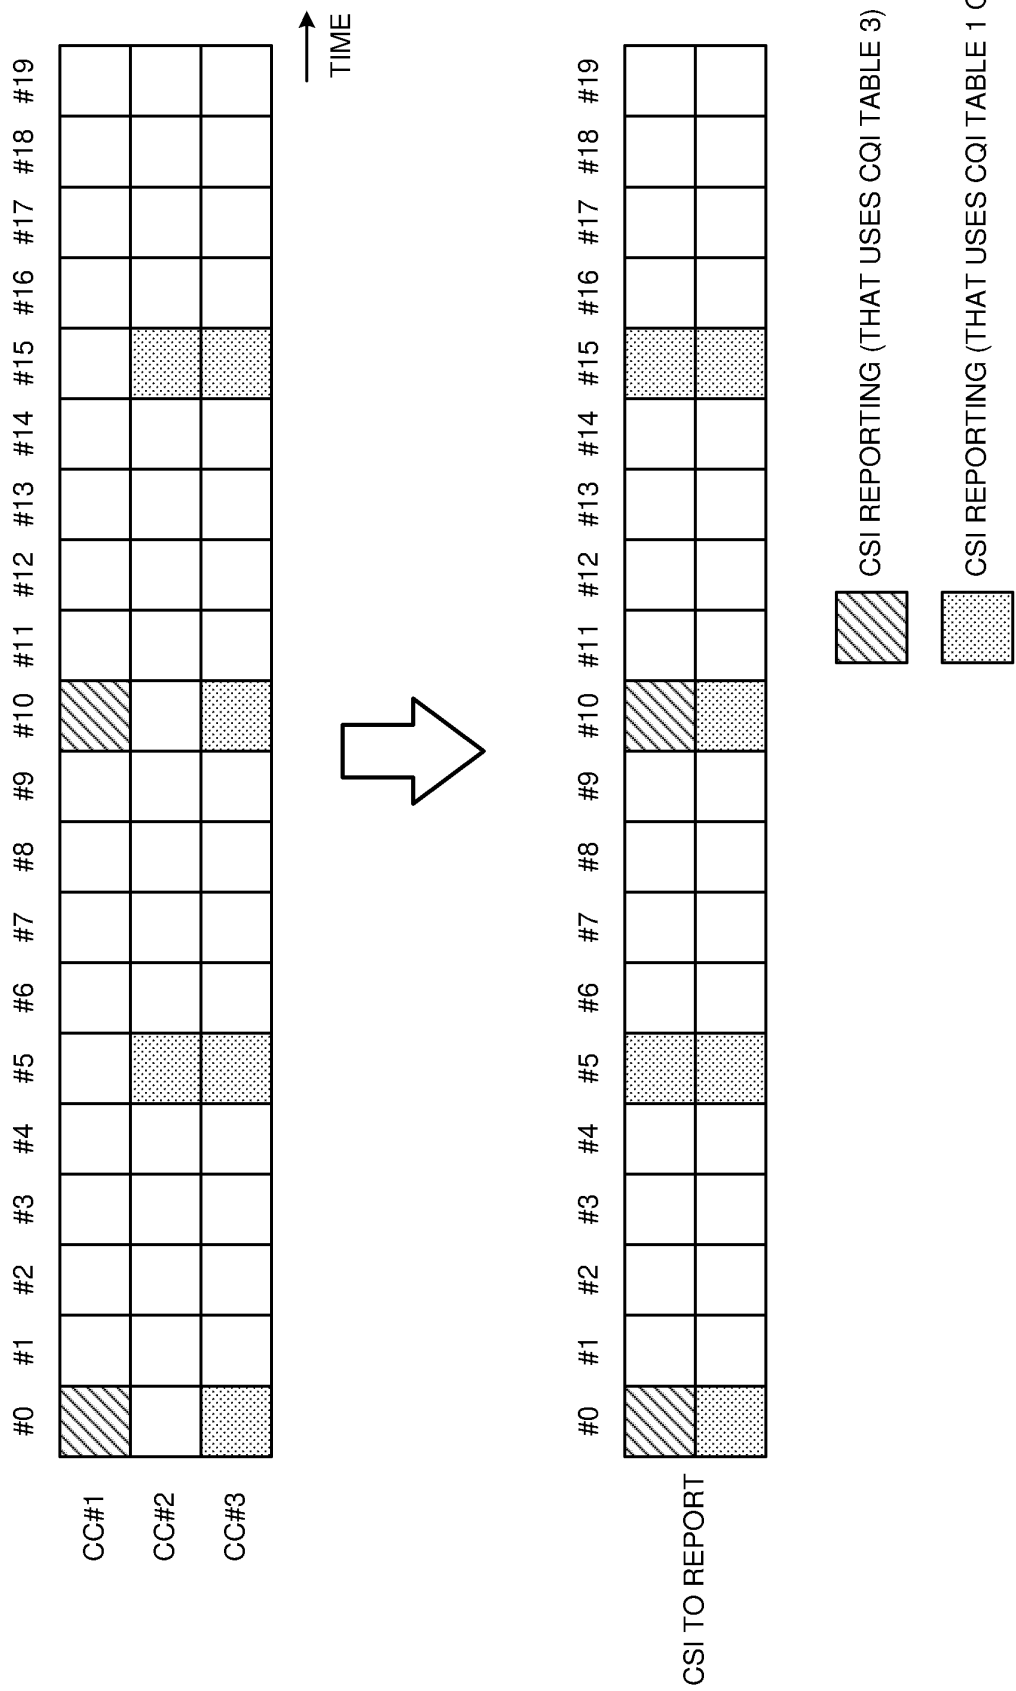 #0 #1 #2 #3 #4 #5 #6 #7 #8 #9 #10 #11 #12 #13 #14 #15 #16 #17 #18 #19
CC#1
CC#2
CC#3
TIME
#0 #1 #2 #3 #4 #5 #6 #7 #8 #9 #10 #11 #12 #13 #14 #15 #16 #17 #18 #19
CSI TO REPORT
CSI REPORTING (THAT USES CQI TABLE 3)
CSI REPORTING (THAT USES CQI TABLE 1